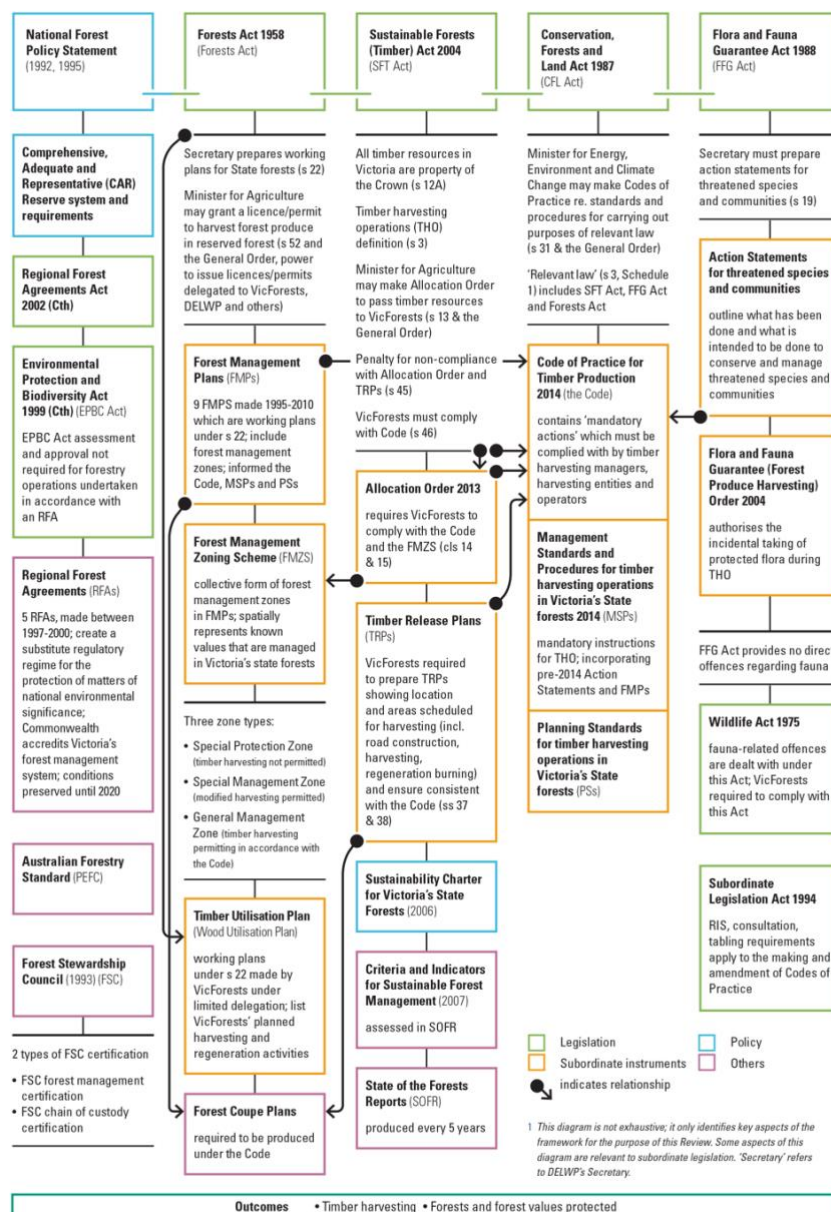 National Forest
Policy Statement
(1992, 1995)
Comprehensive,
Adequate and
Representative (CAR)
Reserve system and
requirements
Regional Forest
Agreements Act
2002 (Cth)
Environmental
Protection and
Biodiversity Act
1999 (Cth) (EPBC Act)
EPBC Act assessment
and approval not
required for forestry
operations undertaken
in accordance with
an RFA
Regional Forest
Agreements (RFAs)
5 RFAs, made between
1997-2000; create a
substitute regulatory
regime for the
protection of matters of
national environmental
significance;
Commonwealth
accredits Victoria's
forest management
system; conditions
preserved until 2020
Australian Forestry
Standard (PEFC)
Forest Stewardship
Council (1993) (FSC)
2 types of FSC certification
• FSC forest management
certification
• FSC chain of custody
certification
Forests Act 1958
(Forests Act)
Secretary prepares working
plans for State forests (s 22)
Minister for Agriculture
may grant a licence/permit
to harvest forest produce
in reserved forest (s 52 and
the General Order, power
to issue licences/permits
delegated to VicForests,
DELWP and others)
Forest Management
Plans (FMPs)
9 FMPS made 1995-2010
which are working plans
under s 22; include
forest management
zones; informed the
Code, MSPs and PSs
Forest Management
Zoning Scheme (FMZS)
collective form of forest
management zones
in FMPs; spatially
represents known
values that are managed
in Victoria's state forests
Three zone types:
• Special Protection Zone
(timber harvesting not permitted)
• Special Management Zone
(modified harvesting permitted)
• General Management
Zone (timber harvesting
permitting in accordance with
the Code)
Timber Utilisation Plan
(Wood Utilisation Plan)
working plans
under s 22 made by
VicForests under
limited delegation; list
VicForests' planned
harvesting and
regeneration activities
Forest Coupe Plans
required to be produced
under the Code
Sustainable Forests
(Timber) Act 2004
(SFT Act)
All timber resources in
Victoria are property of
the Crown (s 12A)
Timber harvesting
operations (THO)
definition (s 3)
Minister for Agriculture
may make Allocation Order
to pass timber resources
to VicForests (s 13 & the
General Order)
Penalty for non-compliance
with Allocation Order and
TRPs (s 45)
VicForests must comply
with Code (s 46)
Allocation Order 2013
requires VicForests to
comply with the Code
and the FMZS (cls 14
& 15)
Timber Release Plans
(TRPs)
VicForests required
to prepare TRPs
showing location
and areas scheduled
for harvesting (incl.
road construction,
harvesting,
regeneration burning)
and ensure consistent
with the Code (ss 37
& 38)
Sustainability Charter
for Victoria's State
Forests (2006)
Criteria and Indicators
for Sustainable Forest
Management (2007)
assessed in SOFR
State of the Forests
Reports (SOFR)
produced every 5 years
Conservation,
Forests and
Land Act 1987
(CFL Act)
Minister for Energy,
Environment and Climate
Change may make Codes of
Practice re. standards and
procedures for carrying out
purposes of relevant law
(s 31 & the General Order)
'Relevant law' (s 3, Schedule
1) includes SFT Act, FFG Act
and Forests Act
Code of Practice for
Timber Production
2014 (the Code)
contains 'mandatory
actions' which must be
complied with by timber
harvesting managers,
harvesting entities and
operators
Management
Standards and
Procedures for timber
harvesting operations
in Victoria's State
forests 2014 (MSPs)
mandatory instructions
for THO; incorporating
pre-2014 Action
Statements and FMPs
Planning Standards
for timber harvesting
operations in
Victoria's State
forests (PSs)
Flora and Fauna
Guarantee Act 1988
(FFG Act)
Secretary must prepare
action statements for
threatened species
and communities (s 19)
Action Statements
for threatened species
and communities
outline what has been
done and what is
intended to be done to
conserve and manage
threatened species and
communities
Flora and Fauna
Guarantee (Forest
Produce Harvesting)
Order 2004
authorises the
incidental taking of
protected flora during
THO
FFG Act provides no direc
offences regarding fauna
Wildlife Act 1975
fauna-related offences
are dealt with under
this Act; VicForests
required to comply with
this Act
Subordinate
Legislation Act 1994
RIS, consultation,
tabling requirements
apply to the making and
amendment of Codes of
Practice
Legislation
Policy
Subordinate instruments
Others
indicates relationship
1 This diagram is not exhaustive; it only identifies key aspects of the
framework for the purpose of this Review. Some aspects of this
diagram are relevant to subordinate legislation. 'Secretary' refers
to DELWP's Secretary.
Outcomes • Timber harvesting • Forests and forest values protected